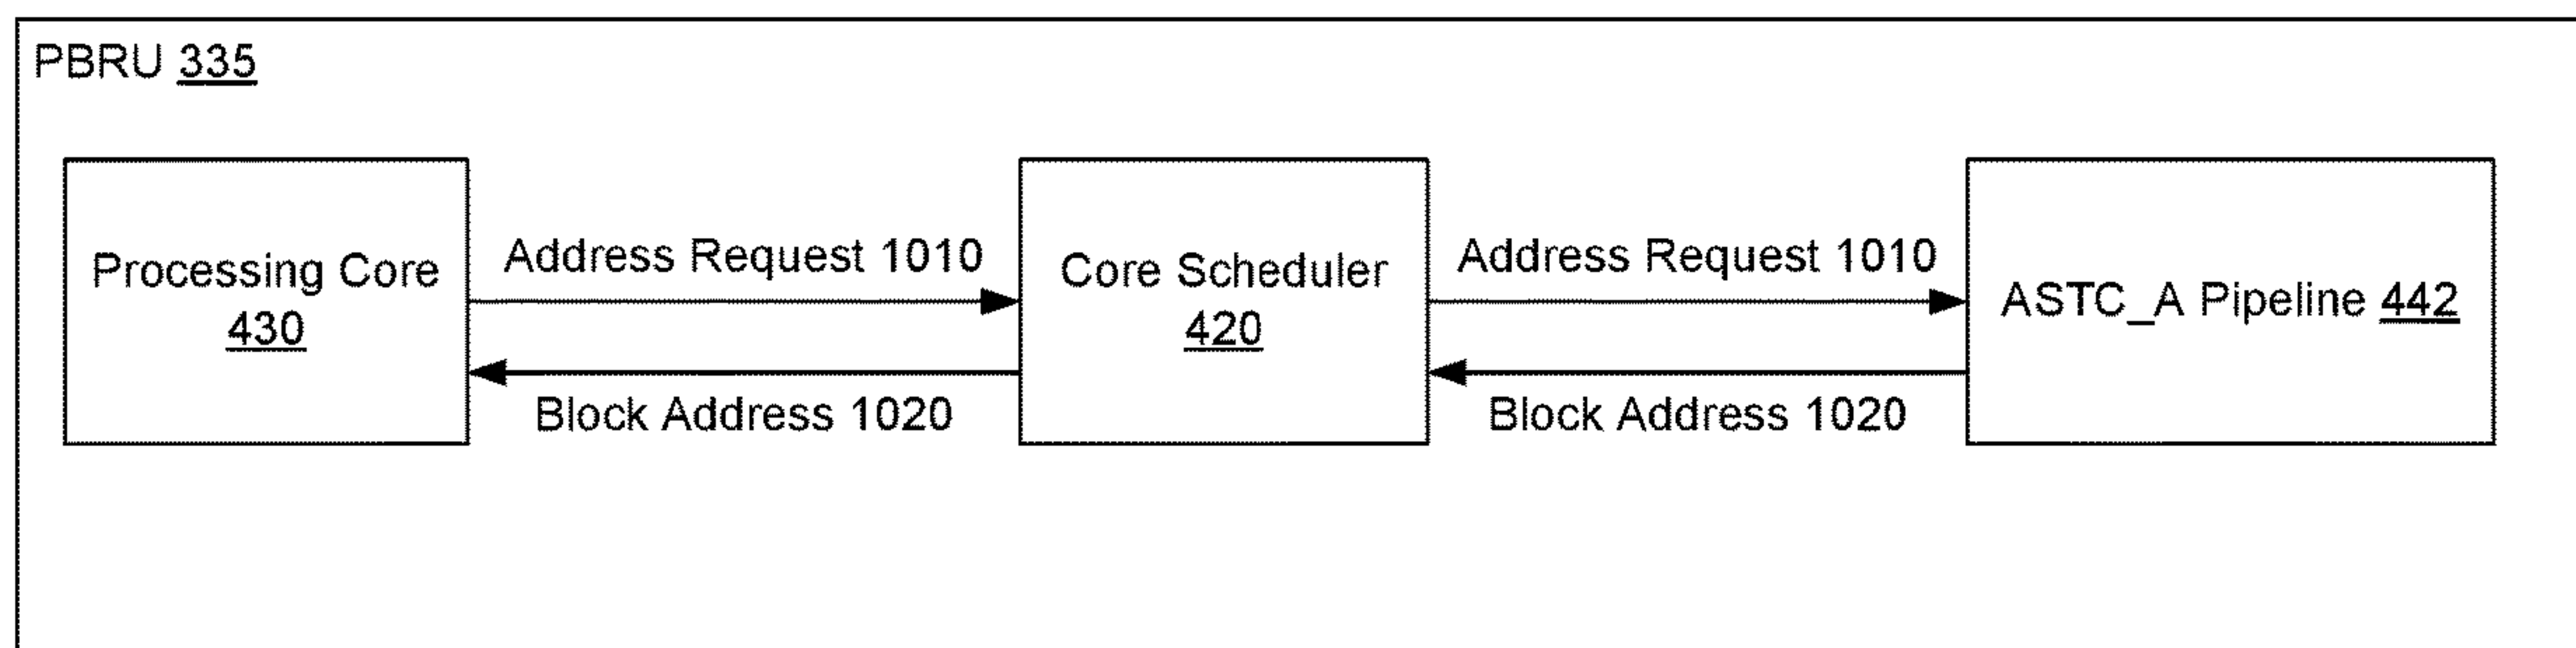 PBRU 335
Processing Core
430
Address Request 1010
Block Address 1020
Core Scheduler
420
Address Request 1010
Block Address 1020
ASTC_A Pipeline 442